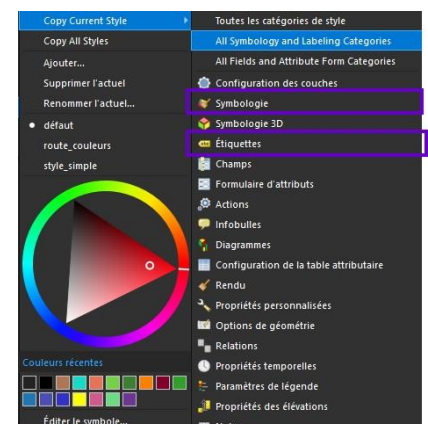 Copy Current Style
Copy All Styles
Ajouter...
Supprimer l'actuel
Renommer l'actuel...
défaut
route_couleurs
style_simple
Couleurs récentes
Éditer le symbole...
Toutes les catégories de style
All Symbology and Labeling Categories
All Fields and Attribute Form Categories
Configuration des couches
Symbologie
Symbologie 3D
Étiquettes
Champs
Formulaire d'attributs
Actions
Infobulles
Diagrammes
Configuration de la table attributaire
Rendu
Propriétés personnalisées
Options de géométrie
Relations
Propriétés temporelles
Paramètres de légende
Propriétés des élévations